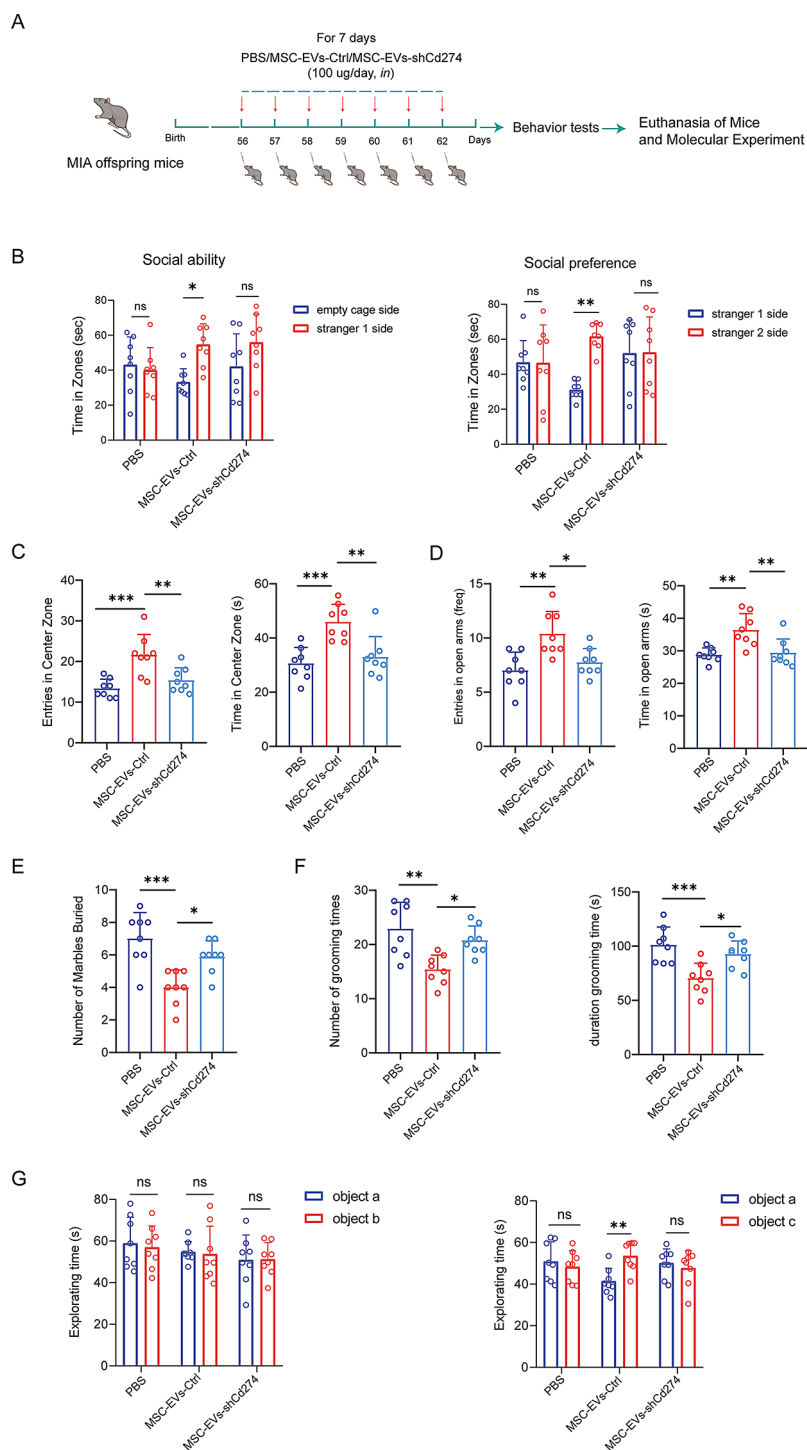 A
For 7 days
PBS/MSC-EVs-Ctrl/MSC-EVs-shCd274
(100 ug/day, in)
Birth
56
57
58
59
60
61
62
Days
Behavior tests
Euthanasia of Mice
and Molecular Experiment
MIA offspring mice
B
Social ability
Time in Zones (sec)
80
60
40
20
0
ns
*
ns
PBS
MSC-EVs-Ctrl
MSC-EVs-shCd274
empty cage side
stranger 1 side
Social preference
Time in Zones (sec)
80
60
40
20
0
ns
**
ns
PBS
MSC-EVs-Ctrl
MSC-EVs-shCd274
stranger 1 side
stranger 2 side
C
Entries in Center Zone
40
30
20
10
0
***
**
PBS
MSC-EVs-Ctrl
MSC-EVs-shCd274
Time in Center Zone (s)
60
40
20
0
***
**
PBS
MSC-EVs-Ctrl
MSC-EVs-shCd274
D
Entries in open arms (freq)
15
10
5
0
**
*
PBS
MSC-EVs-Ctrl
MSC-EVs-shCd274
Time in open arms (s)
50
40
30
20
10
0
**
**
PBS
MSC-EVs-Ctrl
MSC-EVs-shCd274
E
Number of Marbles Buried
10
8
6
4
2
0
***
*
PBS
MSC-EVs-Ctrl
MSC-EVs-shCd274
F
Number of grooming times
30
20
10
0
**
*
PBS
MSC-EVs-Ctrl
MSC-EVs-shCd274
duration grooming time (s)
150
100
50
0
***
*
PBS
MSC-EVs-Ctrl
MSC-EVs-shCd274
G
Explorating time (s)
80
60
40
20
0
ns
ns
ns
PBS
MSC-EVs-Ctrl
MSC-EVs-shCd274
object a
object b
Explorating time (s)
80
60
40
20
0
ns
**
ns
PBS
MSC-EVs-Ctrl
MSC-EVs-shCd274
object a
object c